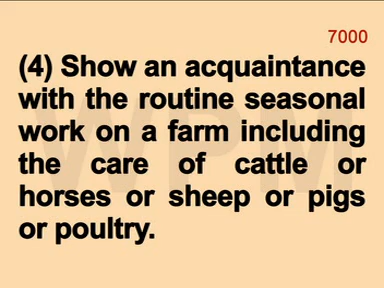 7000
(4) Show an acquaintance
with the routine seasonal
work on a farm including
the care of cattle or
horses or sheep or pigs
or poultry.
WPM